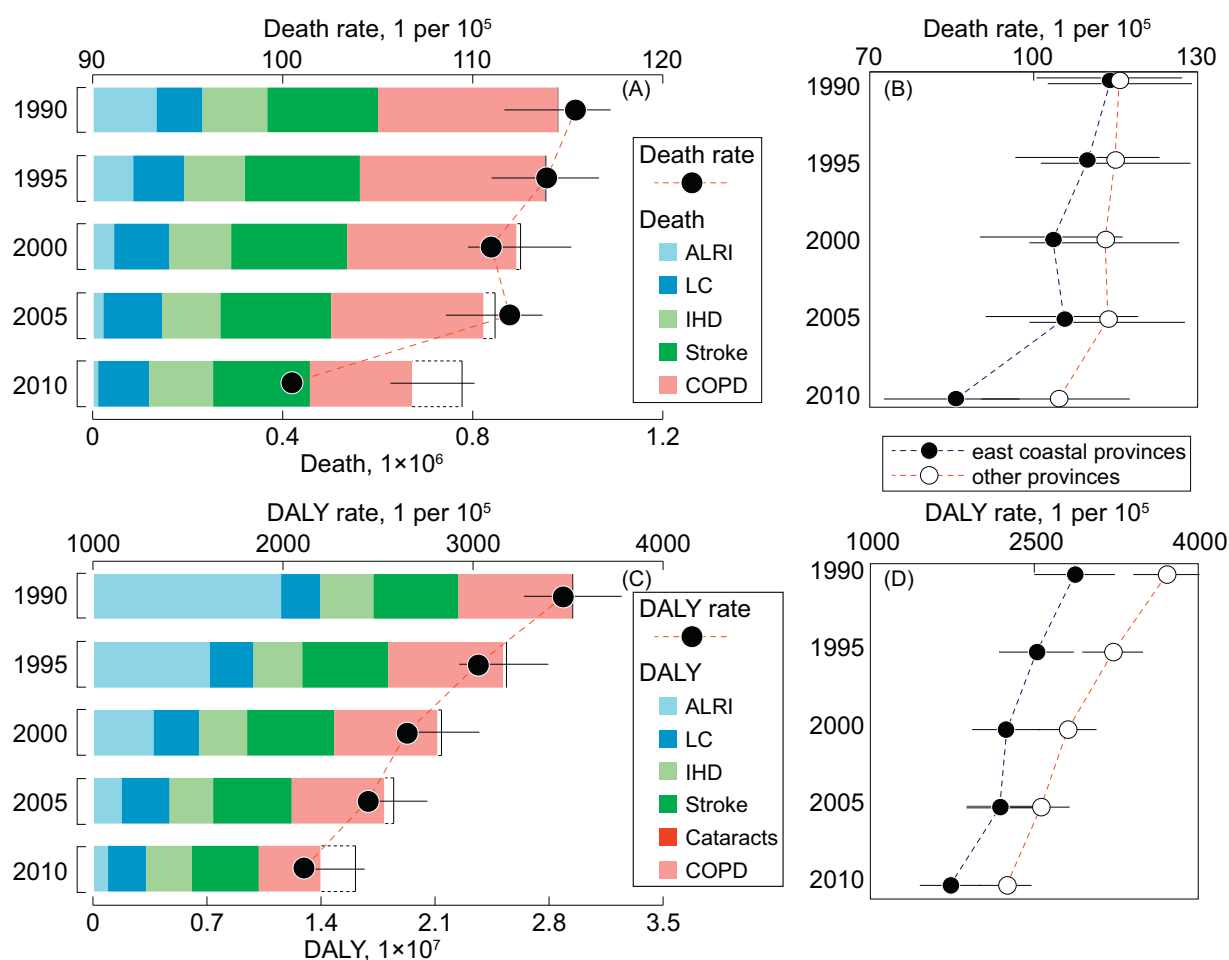 Death rate, 1 per 10⁵
90 100 110 120
(A)
1990
1995
2000
2005
2010
0 0.4 0.8 1.2
Death, 1×10⁶
Death rate
Death
ALRI
LC
IHD
Stroke
COPD
Death rate, 1 per 10⁵
70 100 130
(B)
1990
1995
2000
2005
2010
east coastal provinces
other provinces
DALY rate, 1 per 10⁵
1000 2000 3000 4000
(C)
1990
1995
2000
2005
2010
0 0.7 1.4 2.1 2.8 3.5
DALY, 1×10⁷
DALY rate
DALY
ALRI
LC
IHD
Stroke
Cataracts
COPD
DALY rate, 1 per 10⁵
1000 2500 4000
(D)
1990
1995
2000
2005
2010